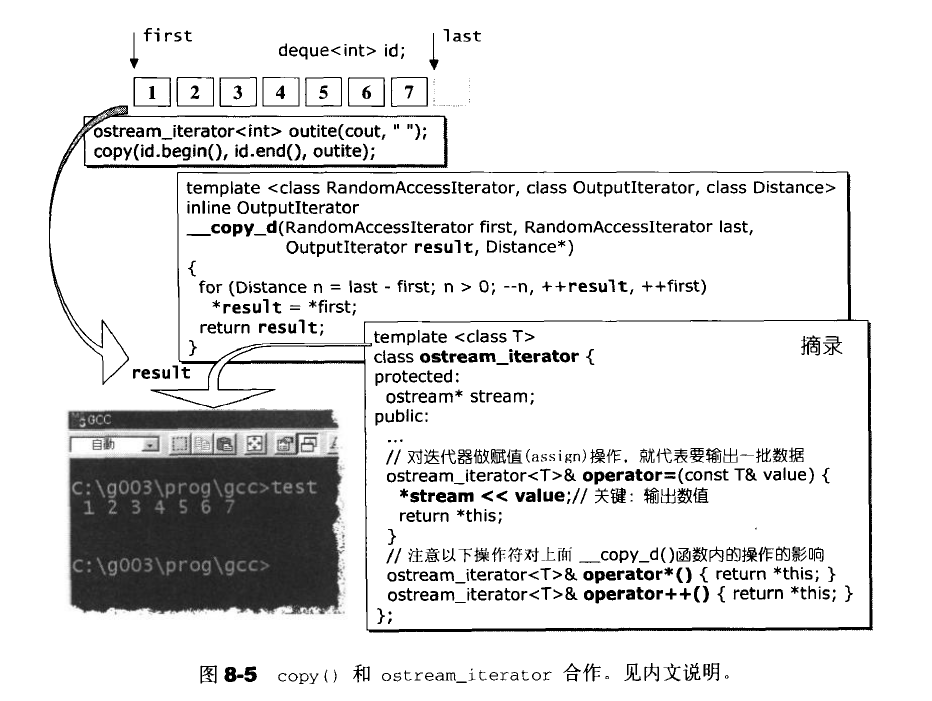 first
last
deque<int> id;
1 2 3 4 5 6 7
ostream_iterator<int> outite(cout, " ");
copy(id.begin(), id.end(), outite);
template <class RandomAccessIterator, class OutputIterator, class Distance>
inline OutputIterator
__copy_d(RandomAccessIterator first, RandomAccessIterator last,
OutputIterator result, Distance*)
{
for (Distance n = last - first; n > 0; --n, ++result, ++first)
*result = *first;
return result;
}
result
template <class T>
class ostream_iterator {
摘录
protected:
ostream* stream;
public:
...
// 对迭代器做赋值(assign)操作，就代表要输出一批数据
ostream_iterator<T>& operator=(const T& value) {
*stream << value;// 关键：输出数值
return *this;
}
// 注意以下操作符对上面 __copy_d()函数内的操作的影响
ostream_iterator<T>& operator*() { return *this; }
ostream_iterator<T>& operator++() { return *this; }
};
GCC
自動
C:\g003\prog\gcc>test
1 2 3 4 5 6 7
C:\g003\prog\gcc>
图 8-5 copy() 和 ostream_iterator 合作。见内文说明。